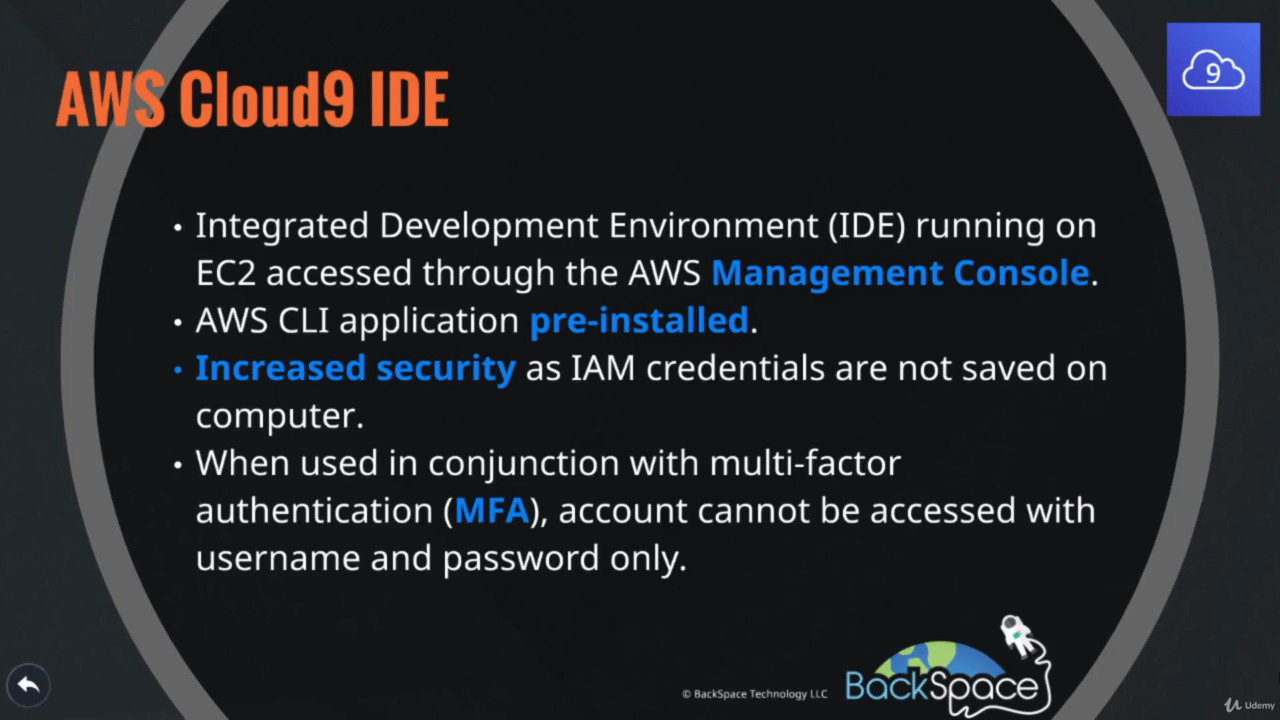 AWS Cloud9 IDE
9
• Integrated Development Environment (IDE) running on
EC2 accessed through the AWS Management Console.
• AWS CLI application pre-installed.
• Increased security as IAM credentials are not saved on
computer.
• When used in conjunction with multi-factor
authentication (MFA), account cannot be accessed with
username and password only.
© BackSpace Technology LLC
BackSpace
Udemy